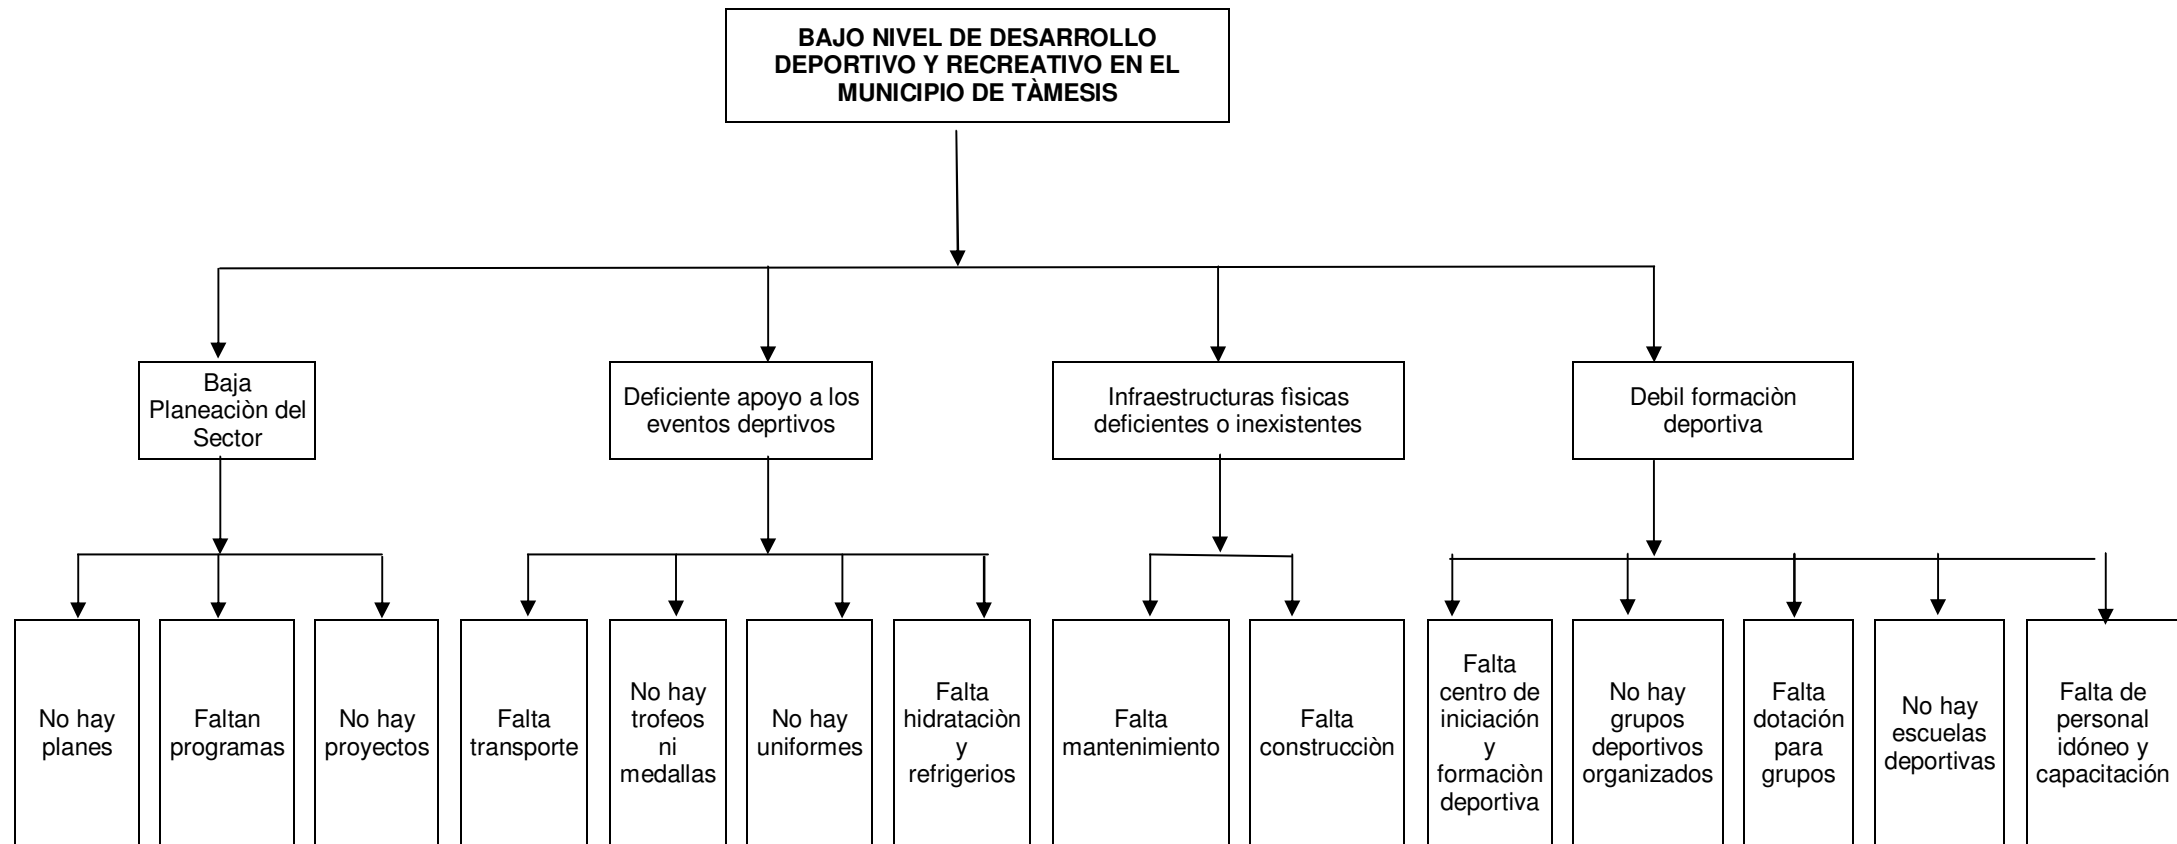 BAJO NIVEL DE DESARROLLO
DEPORTIVO Y RECREATIVO EN EL
MUNICIPIO DE TÀMESIS
Baja
Planeaciòn del
Sector
Deficiente apoyo a los
eventos deprtivos
Infraestructuras fìsicas
deficientes o inexistentes
Debil formaciòn
deportiva
No hay
planes
Faltan
programas
No hay
proyectos
Falta
transporte
No hay
trofeos
ni
medallas
No hay
uniformes
Falta
hidrataciòn
y
refrigerios
Falta
mantenimiento
Falta
construcciòn
Falta
centro de
iniciación
y
formaciòn
deportiva
No hay
grupos
deportivos
organizados
Falta
dotación
para
grupos
No hay
escuelas
deportivas
Falta de
personal
idóneo y
capacitación